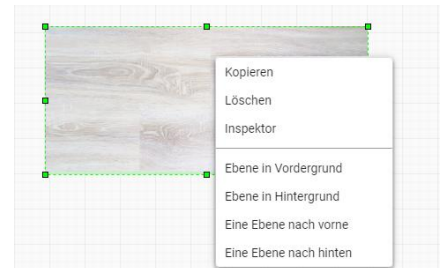 Kopieren
Löschen
Inspektor
Ebene in Vordergrund
Ebene in Hintergrund
Eine Ebene nach vorne
Eine Ebene nach hinten